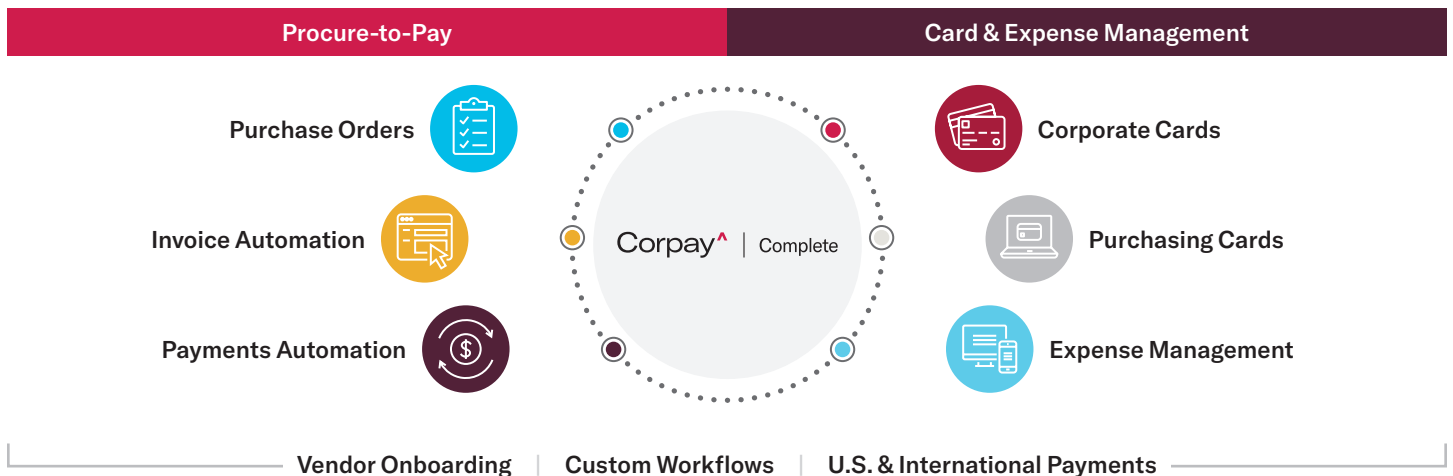 Procure-to-Pay
Card & Expense Management
Purchase Orders
Corporate Cards
Invoice Automation
Corpay^ | Complete
Purchasing Cards
Payments Automation
$
Expense Management
Vendor Onboarding | Custom Workflows | U.S. & International Payments